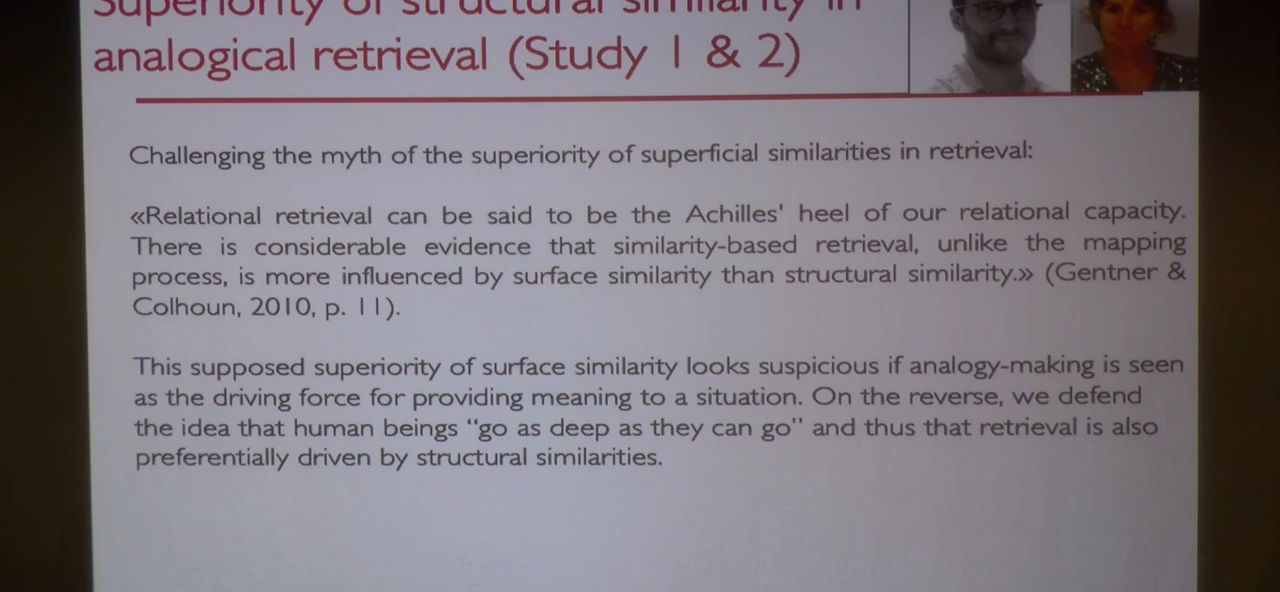 Superiority of structural similarity in
analogical retrieval (Study 1 & 2)
Challenging the myth of the superiority of superficial similarities in retrieval:
«Relational retrieval can be said to be the Achilles' heel of our relational capacity.
There is considerable evidence that similarity-based retrieval, unlike the mapping
process, is more influenced by surface similarity than structural similarity.» (Gentner &
Colhoun, 2010, p. 11).
This supposed superiority of surface similarity looks suspicious if analogy-making is seen
as the driving force for providing meaning to a situation. On the reverse, we defend
the idea that human beings “go as deep as they can go” and thus that retrieval is also
preferentially driven by structural similarities.